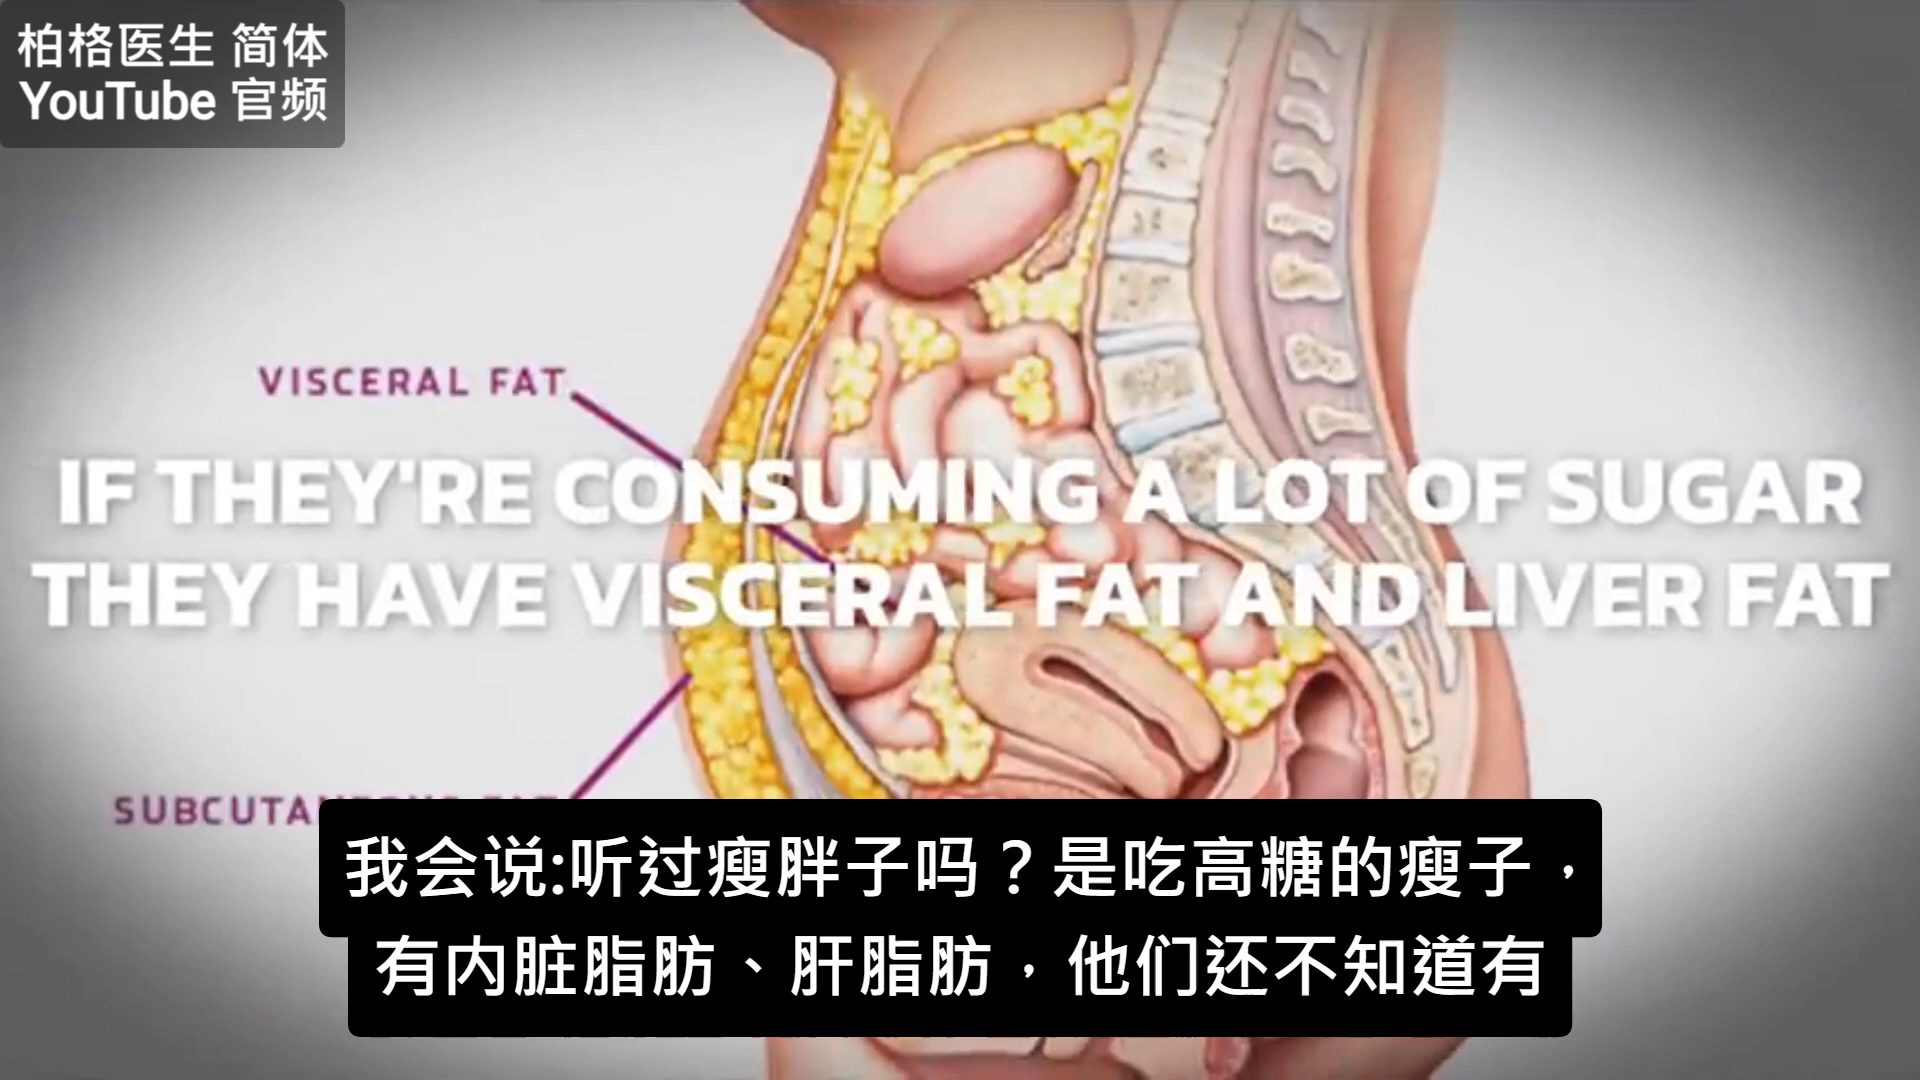 柏格医生 简体
YouTube 官频
VISCERAL FAT
IF THEY'RE CONSUMING A LOT OF SUGAR
THEY HAVE VISCERAL FAT AND LIVER FAT
SUBCUTANEOUS FAT
我会说:听过瘦胖子吗？是吃高糖的瘦子，
有内脏脂肪、肝脂肪，他们还不知道有